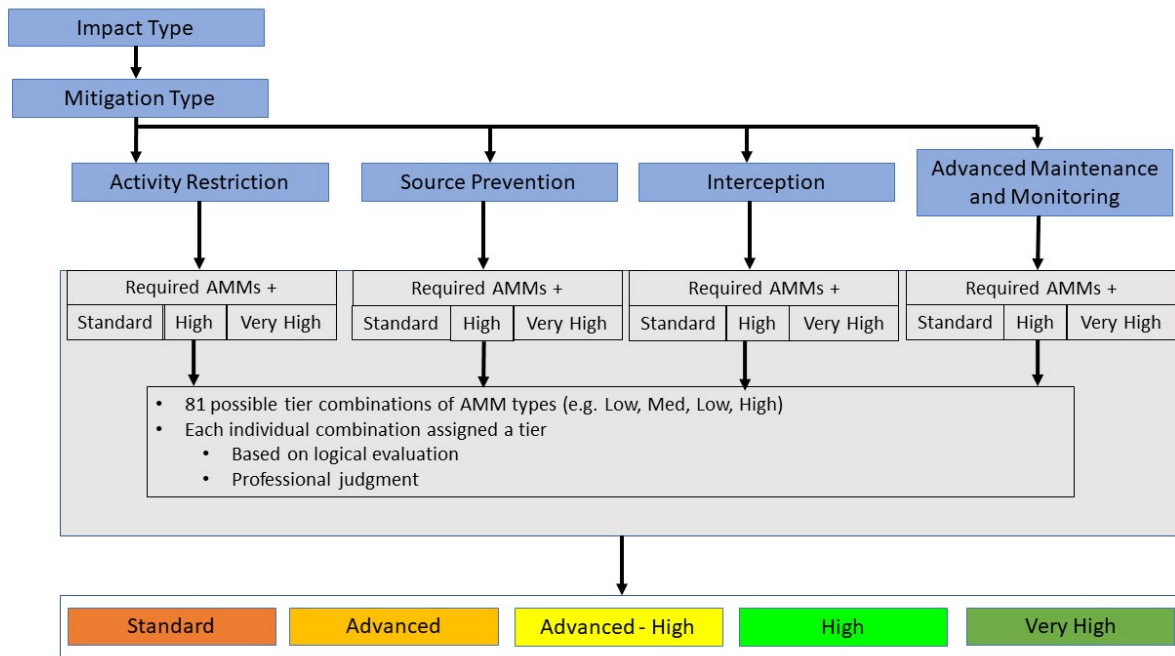 Impact Type
Mitigation Type
Activity Restriction
Source Prevention
Interception
Advanced Maintenance
and Monitoring
Required AMMs +
Required AMMs +
Required AMMs +
Required AMMs +
Standard High Very High
Standard High Very High
Standard High Very High
Standard High Very High
• 81 possible tier combinations of AMM types (e.g. Low, Med, Low, High)
• Each individual combination assigned a tier
• Based on logical evaluation
• Professional judgment
Standard
Advanced
Advanced - High
High
Very High